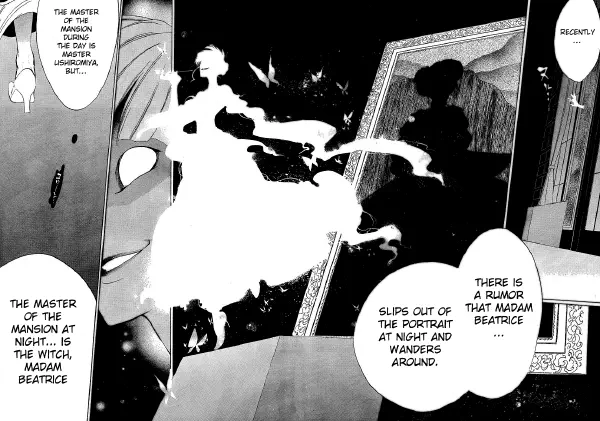 RECENTLY
...
THERE IS
A RUMOR
THAT MADAM
BEATRICE
...
SLIPS OUT OF
THE PORTRAIT
AT NIGHT AND
WANDERS
AROUND.
THE MASTER
OF THE
MANSION
DURING
THE DAY IS
MASTER
USHIROMIYA,
BUT...
THE MASTER
OF THE
MANSION AT
NIGHT... IS
THE WITCH,
MADAM
BEATRICE